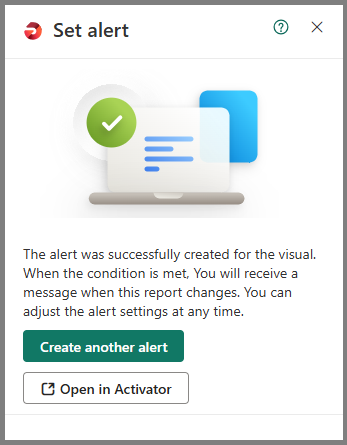 Set alert
The alert was successfully created for the visual.
When the condition is met, You will receive a
message when this report changes. You can
adjust the alert settings at any time.
Create another alert
Open in Activator